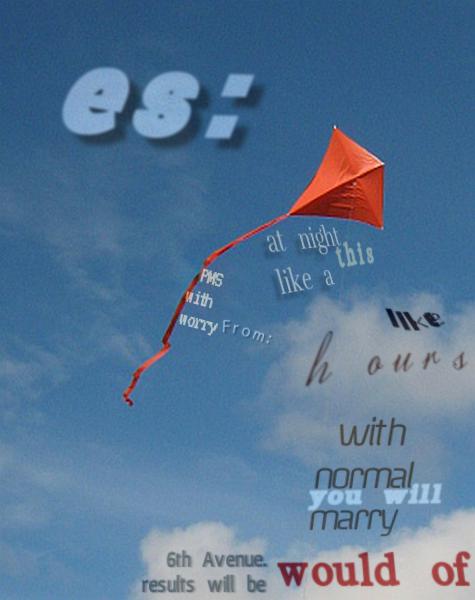 es:
at night
this
like a
PMS
with
worry
From:
like
hours
with
normal
you will
marry
6th Avenue.
results will be
would of